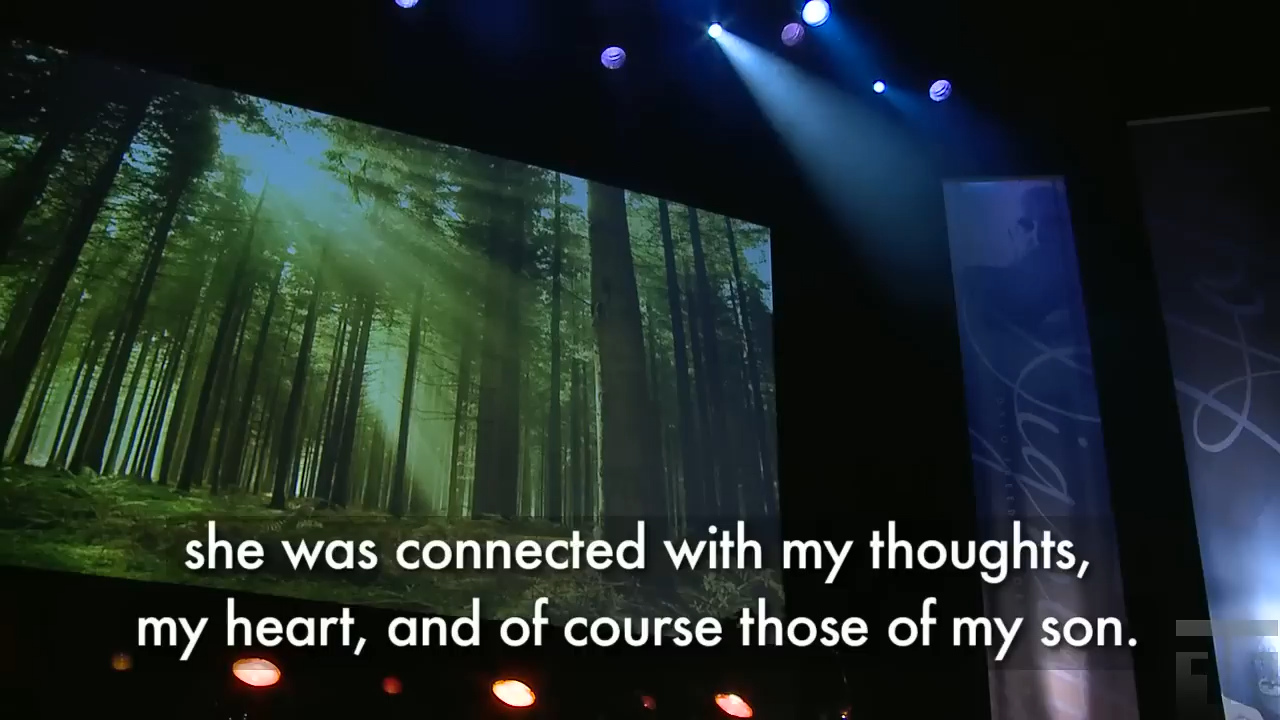 she was connected with my thoughts,
my heart, and of course those of my son.